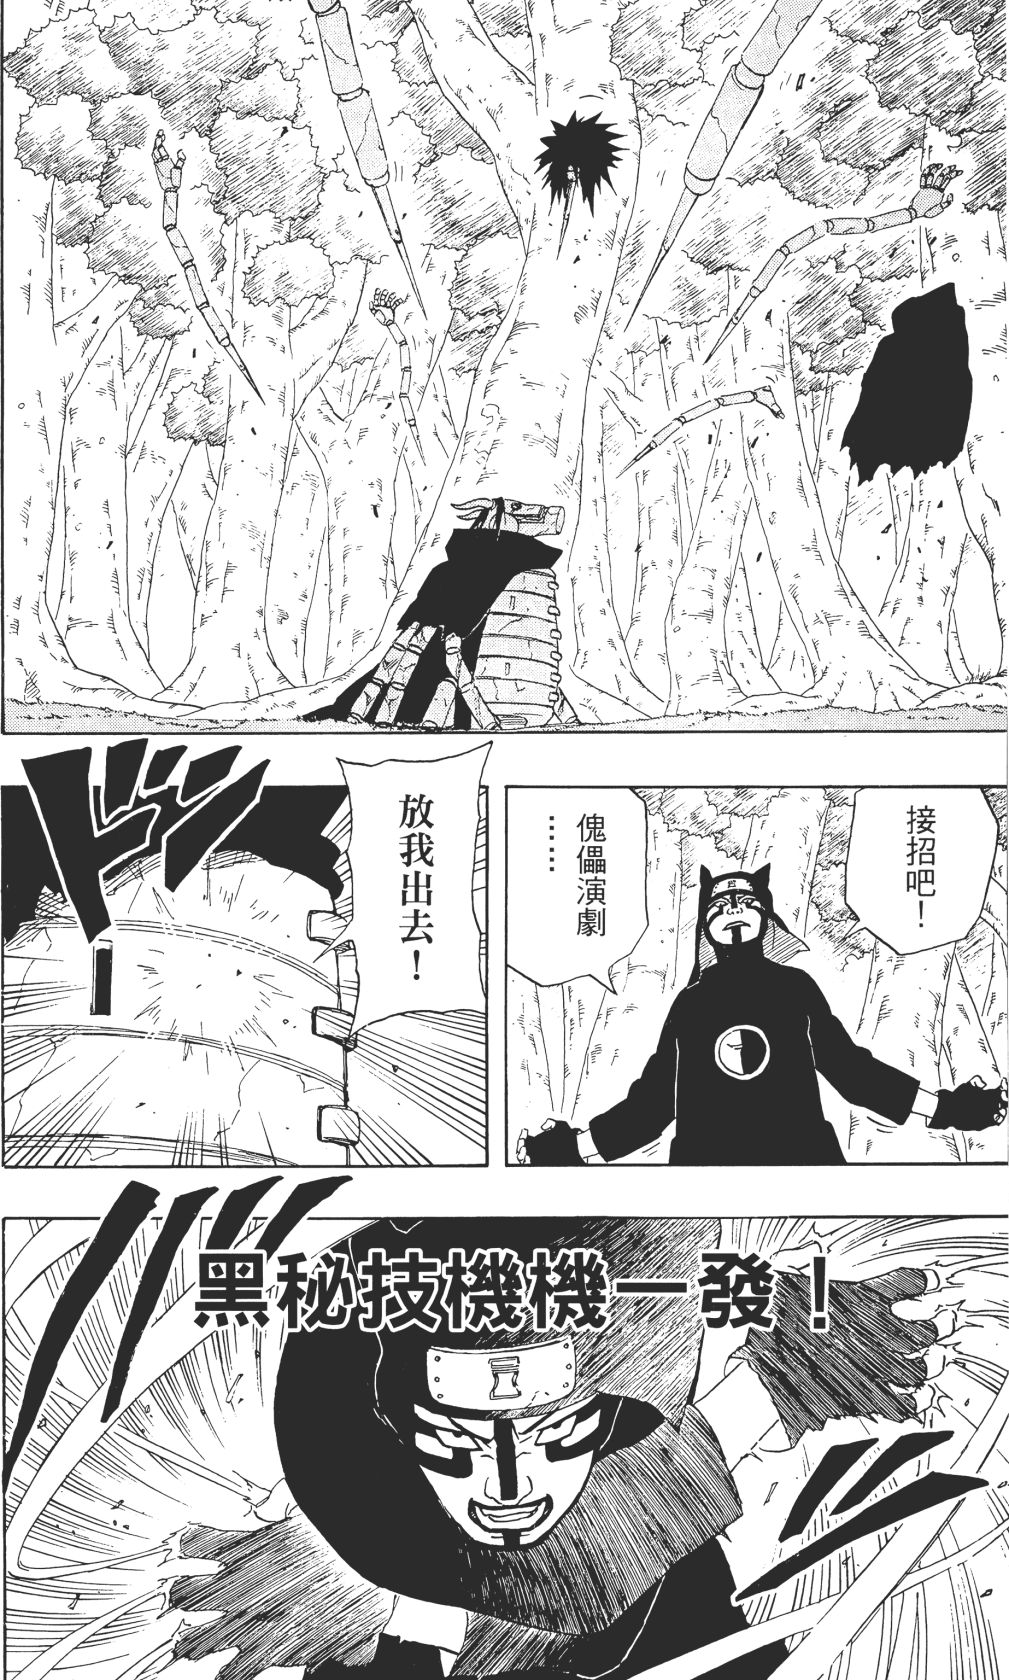 接招吧！
傀儡演劇
……
放我出去！
ドン
黑秘技機機一發！